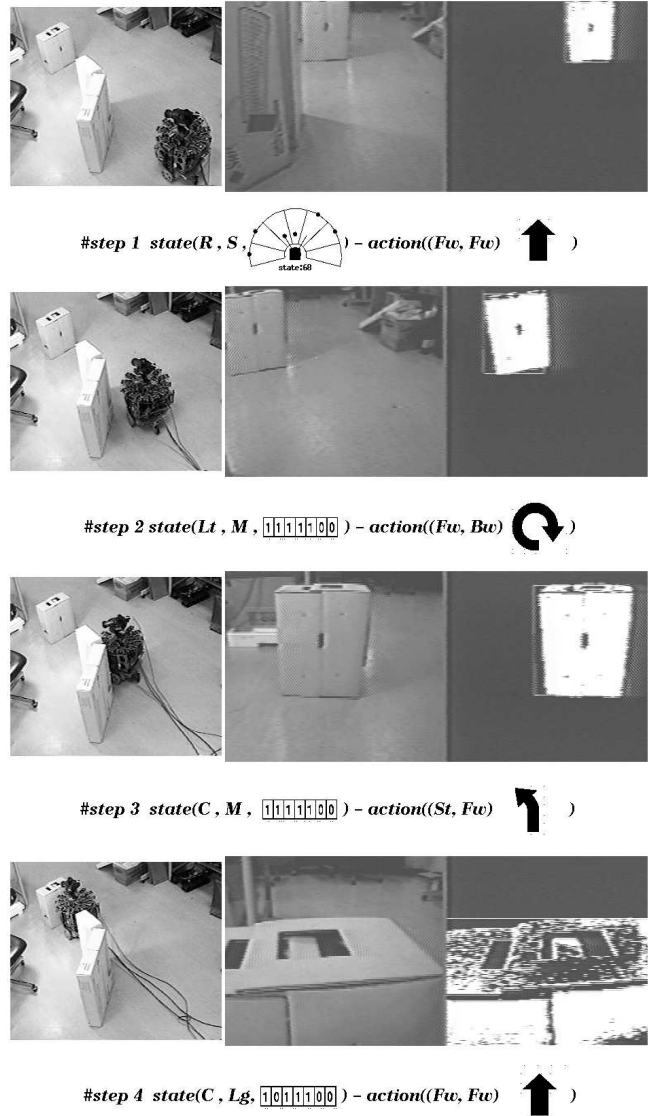 #step 1 state(R , S , ) – action((Fw, Fw) )
state:60
#step 2 state(Lt , M , 1111100 ) – action((Fw, Bw) )
#step 3 state(C , M , 1111100 ) – action((St, Fw) )
#step 4 state(C , Lg, 1011100 ) – action((Fw, Fw) )